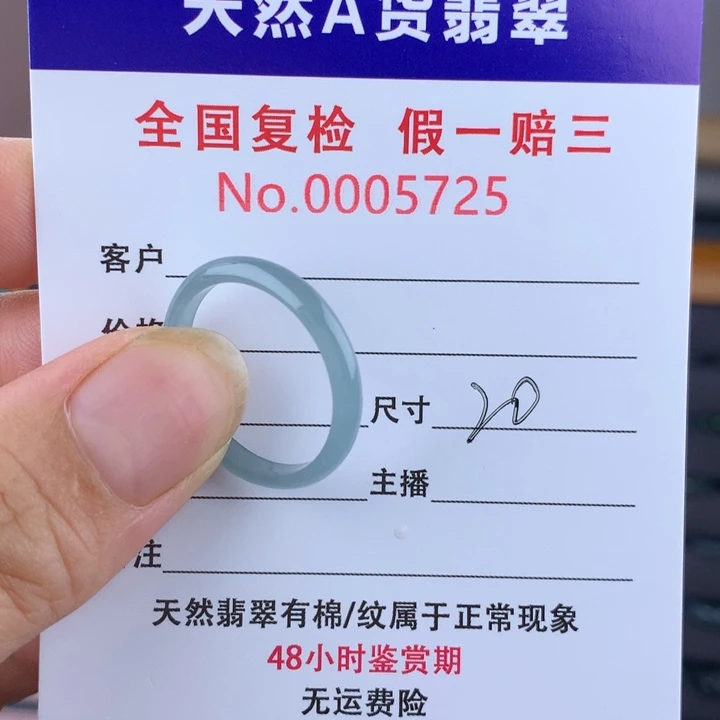 天然A货翡翠
全国复检 假一赔三
No.0005725
客户
价格
尺寸 20
主播
注
天然翡翠有棉/纹属于正常现象
48小时鉴赏期
无运费险